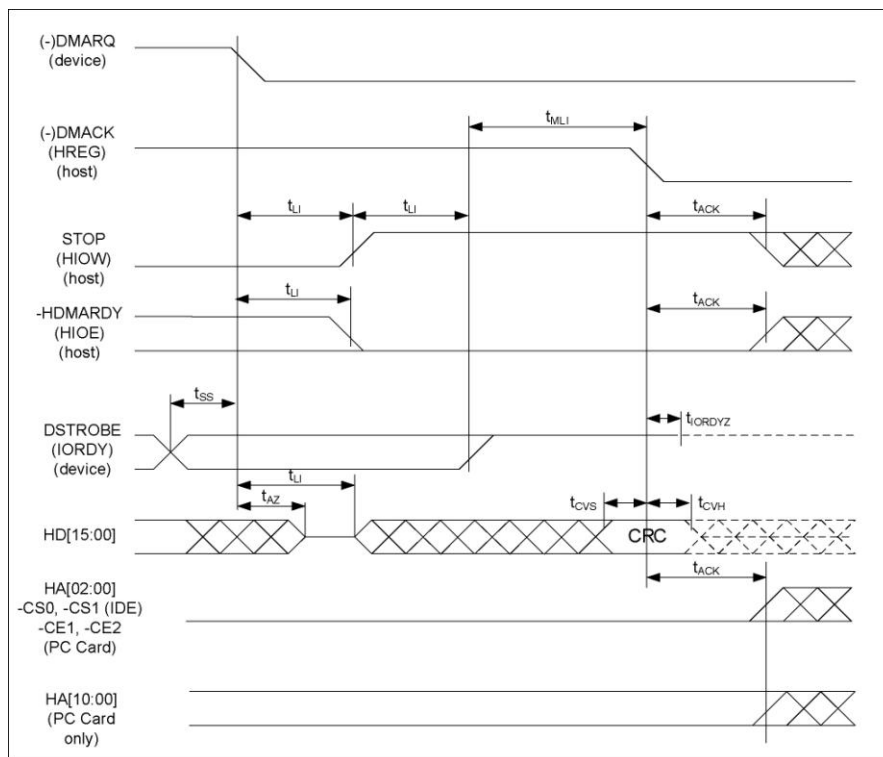 (-)DMARQ
(device)
(-)DMACK
(HREG)
(host)
tMLI
tLI
tLI
tACK
STOP
(HIOW)
(host)
tLI
tACK
-HDMARDY
(HIOE)
(host)
tSS
tIORDYZ
DSTROBE
(IORDY)
(device)
tLI
tAZ
tCVS
tCVH
HD[15:00]
CRC
tACK
HA[02:00]
-CS0, -CS1 (IDE)
-CE1, -CE2
(PC Card)
HA[10:00]
(PC Card
only)